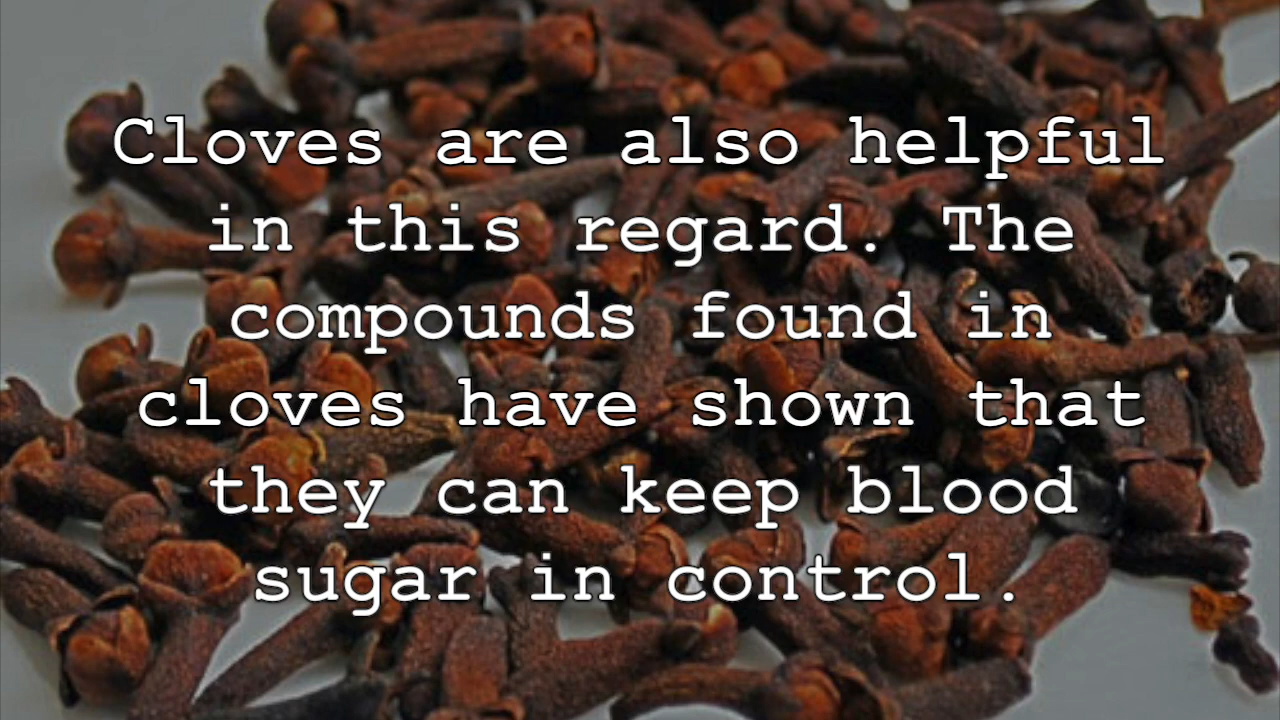 Cloves are also helpful
in this regard. The
compounds found in
cloves have shown that
they can keep blood
sugar in control.